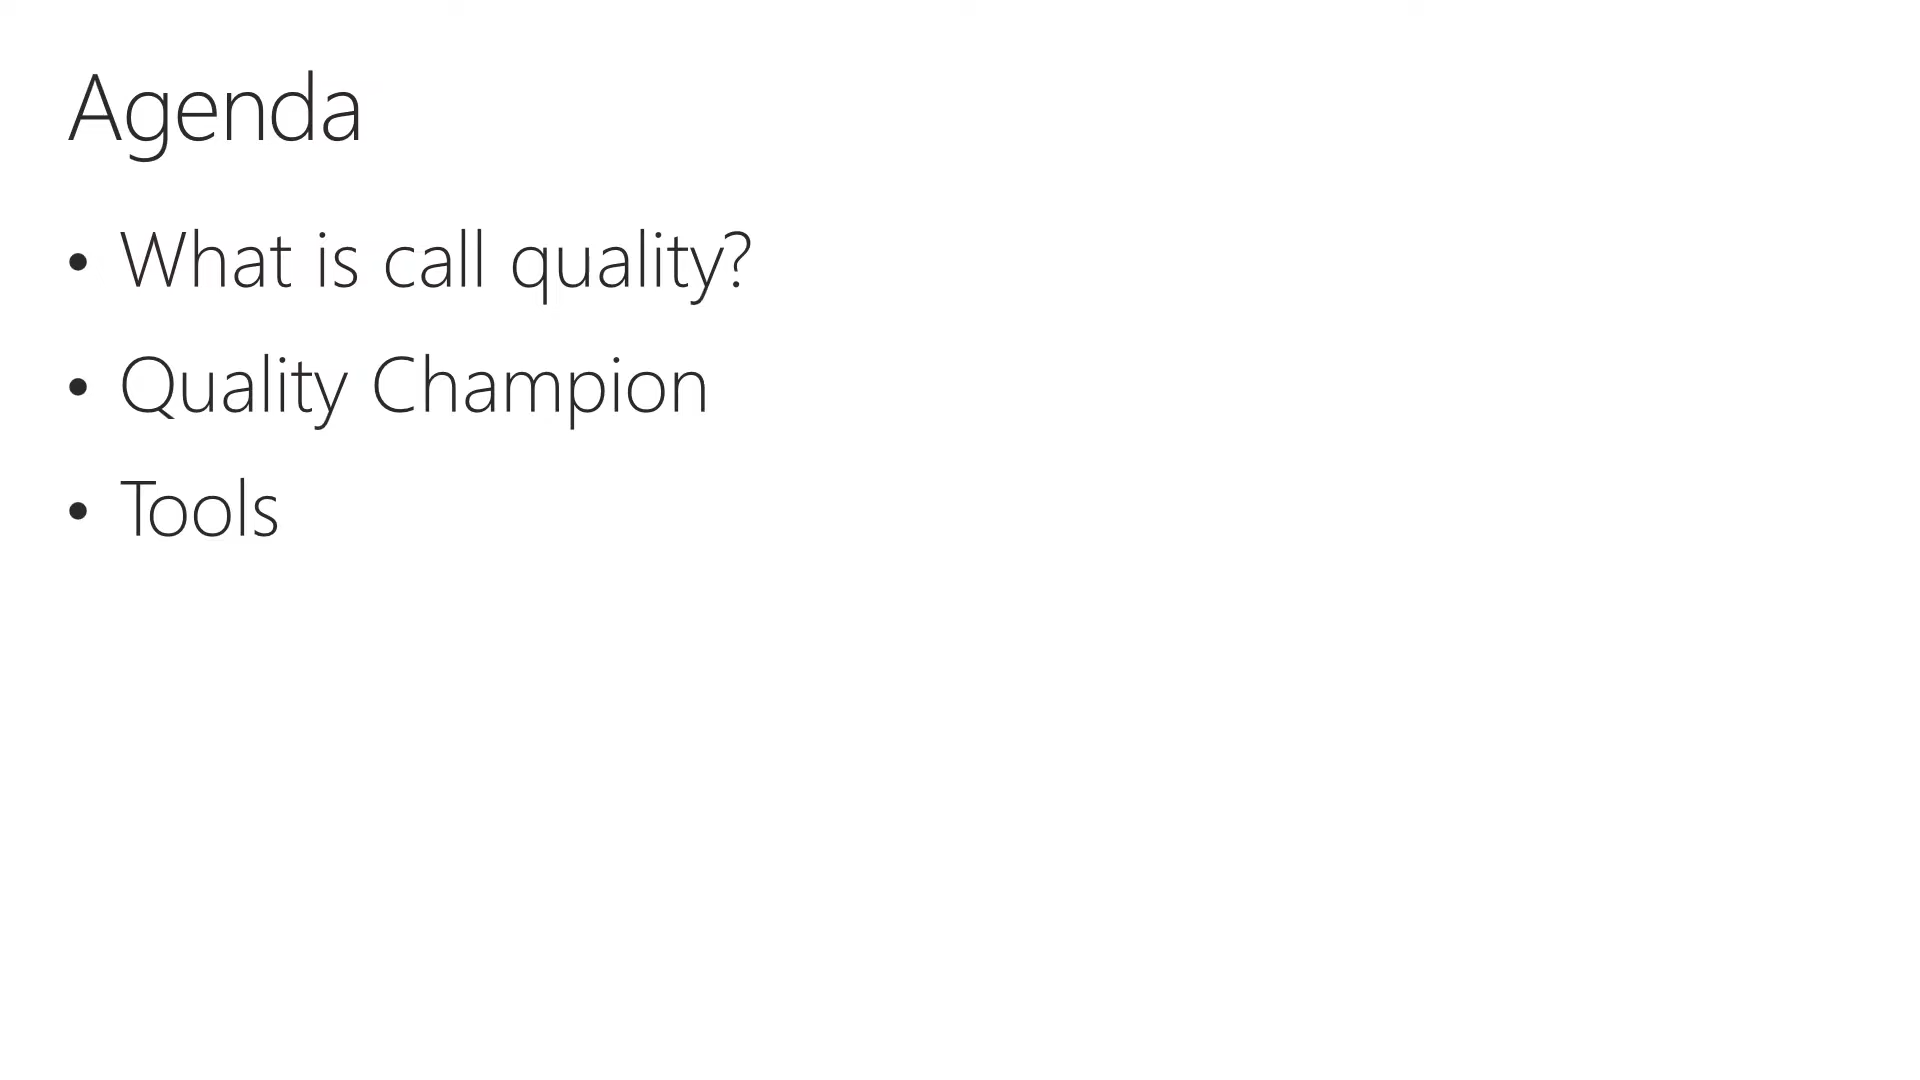 Agenda
• What is call quality?
• Quality Champion
• Tools